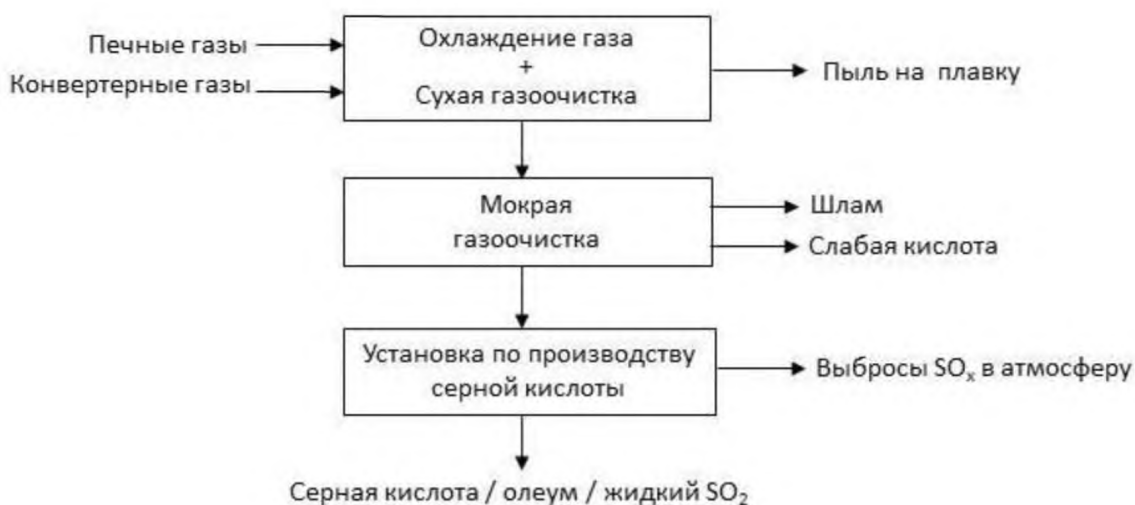 Печные газы
Конвертерные газы
Охлаждение газа
+
Сухая газоочистка
Пыль на плавку
Мокрая
газоочистка
Шлам
Слабая кислота
Установка по производству
серной кислоты
Выбросы SOₓ в атмосферу
Серная кислота / олеум / жидкий SO₂